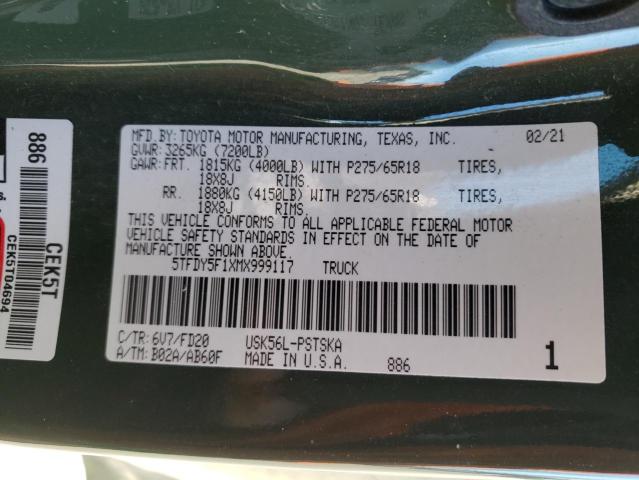 MFD.BY:TOYOTA MOTOR MANUFACTURING, TEXAS, INC. 02/21
GVWR:3265KG (7200LB)
GAWR:FRT. 1815KG (4000LB) WITH P275/65R18 TIRES,
18X8J RIMS.
RR. 1880KG (4150LB) WITH P275/65R18 TIRES,
18X8J RIMS.
THIS VEHICLE CONFORMS TO ALL APPLICABLE FEDERAL MOTOR
VEHICLE SAFETY STANDARDS IN EFFECT ON THE DATE OF
MANUFACTURE SHOWN ABOVE.
5TFDY5F1XMX999117 TRUCK
C/TR:6V7/FD20 USK56L-PSTSKA
A/TM:B02A/AB60F MADE IN U.S.A. 886 1
886
CEK5T
CEK5T04694